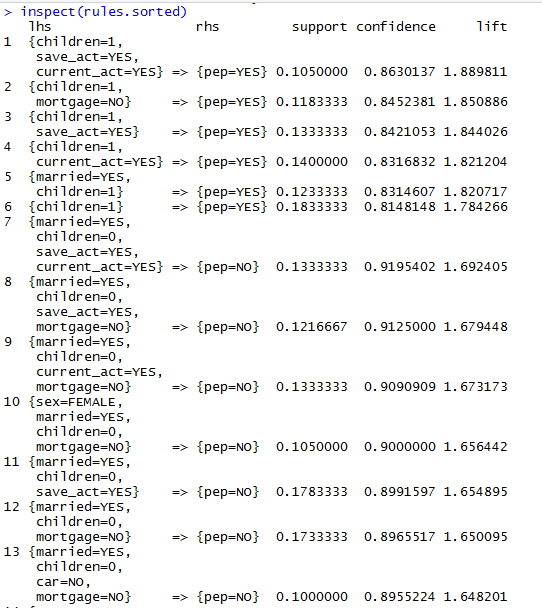 > inspect(rules.sorted)
lhs rhs support confidence lift
1 {children=1,
save_act=YES,
current_act=YES} => {pep=YES} 0.1050000 0.8630137 1.889811
2 {children=1,
mortgage=NO} => {pep=YES} 0.1183333 0.8452381 1.850886
3 {children=1,
save_act=YES} => {pep=YES} 0.1333333 0.8421053 1.844026
4 {children=1,
current_act=YES} => {pep=YES} 0.1400000 0.8316832 1.821204
5 {married=YES,
children=1} => {pep=YES} 0.1233333 0.8314607 1.820717
6 {children=1} => {pep=YES} 0.1833333 0.8148148 1.784266
7 {married=YES,
children=0,
save_act=YES,
current_act=YES} => {pep=NO} 0.1333333 0.9195402 1.692405
8 {married=YES,
children=0,
save_act=YES,
mortgage=NO} => {pep=NO} 0.1216667 0.9125000 1.679448
9 {married=YES,
children=0,
current_act=YES,
mortgage=NO} => {pep=NO} 0.1333333 0.9090909 1.673173
10 {sex=FEMALE,
married=YES,
children=0,
mortgage=NO} => {pep=NO} 0.1050000 0.9000000 1.656442
11 {married=YES,
children=0,
save_act=YES} => {pep=NO} 0.1783333 0.8991597 1.654895
12 {married=YES,
children=0,
mortgage=NO} => {pep=NO} 0.1733333 0.8965517 1.650095
13 {married=YES,
children=0,
car=NO,
mortgage=NO} => {pep=NO} 0.1000000 0.8955224 1.648201